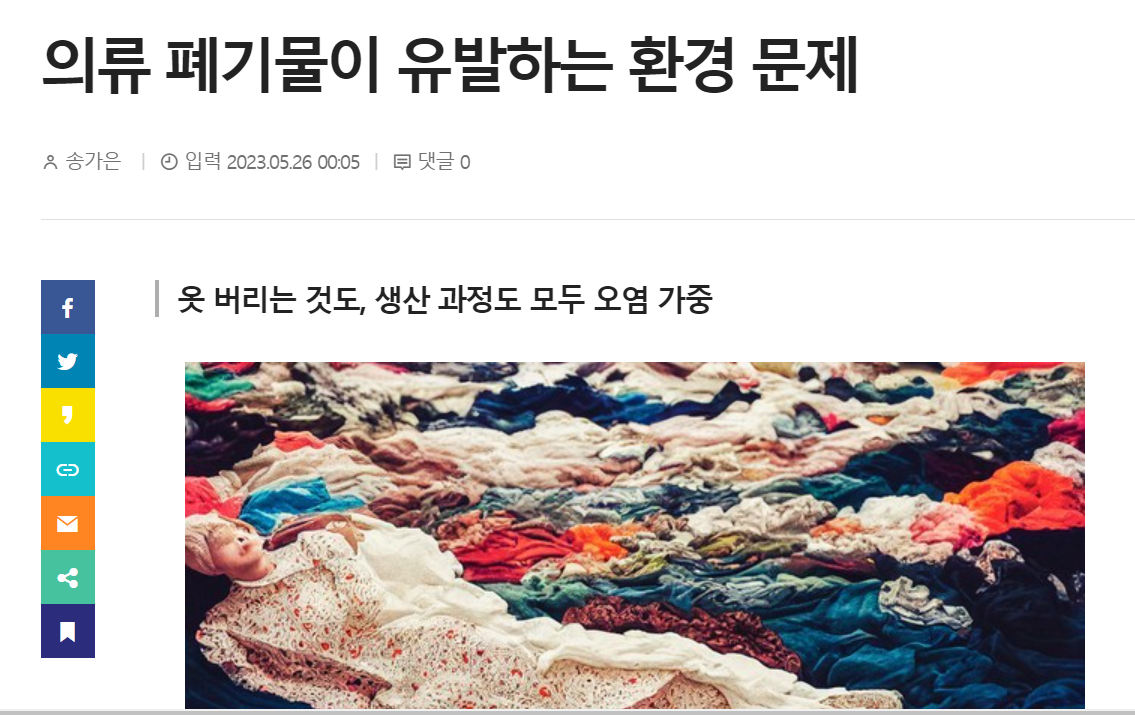 의류 폐기물이 유발하는 환경 문제
송가은 | 입력 2023.05.26 00:05 | 댓글 0
옷 버리는 것도, 생산 과정도 모두 오염 가중